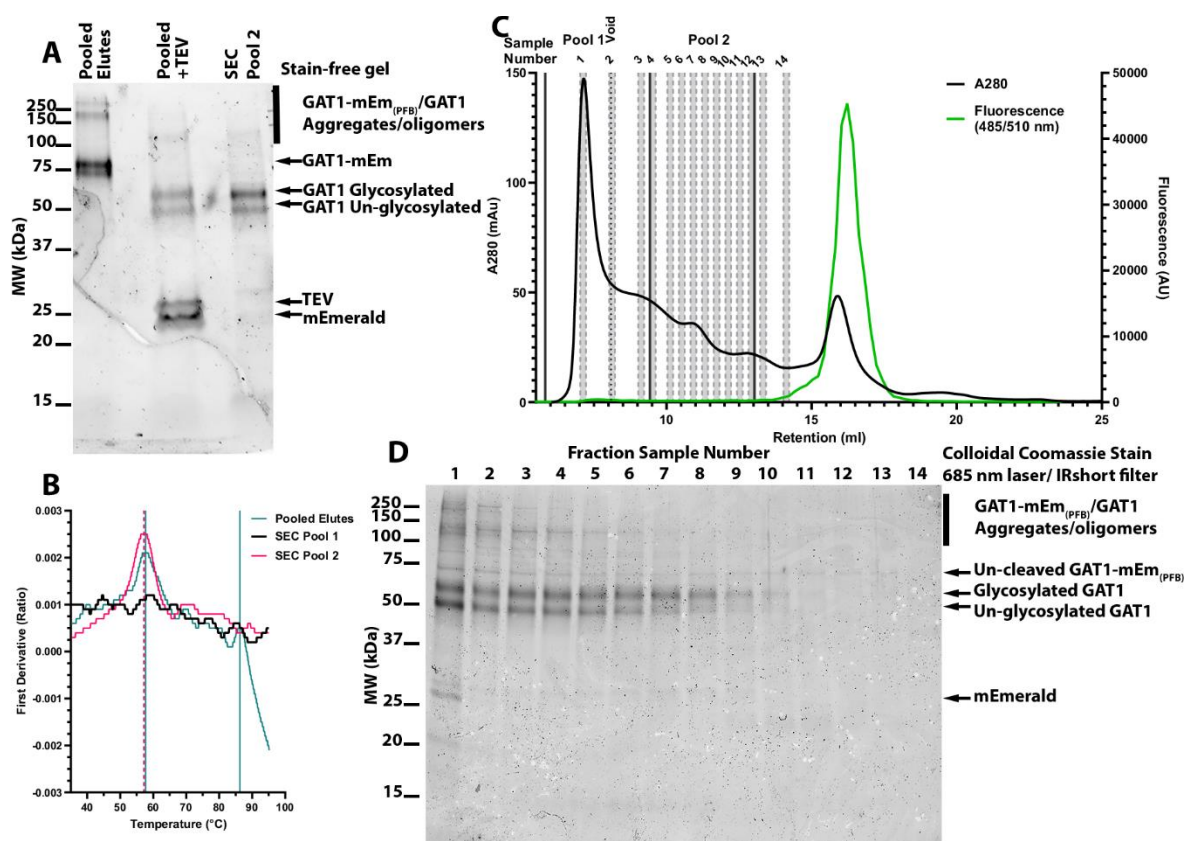 A
Pooled
Elutes
Pooled
+TEV
SEC
Pool 2
Stain-free gel
GAT1-mEm(PFB)/GAT1
Aggregates/oligomers
GAT1-mEm
GAT1 Glycosylated
GAT1 Un-glycosylated
TEV
mEmerald
MW (kDa)
250
150
100
75
50
37
25
20
15
B
Pooled Elutes
SEC Pool 1
SEC Pool 2
First Derivative (Ratio)
0.003
0.002
0.001
0.000
-0.001
-0.002
-0.003
40 50 60 70 80 90 100
Temperature (°C)
C
Sample
Number
Pool 1
Void
Pool 2
1 2 3 4 5 6 7 8 9 10 11 12 13 14
A280
Fluorescence
(485/510 nm)
A280 (mAu)
150
100
50
0
Fluorescence (AU)
50000
40000
30000
20000
10000
0
10 15 20 25
Retention (ml)
D
Fraction Sample Number
1 2 3 4 5 6 7 8 9 10 11 12 13 14
Colloidal Coomassie Stain
685 nm laser/ IRshort filter
GAT1-mEm(PFB)/GAT1
Aggregates/oligomers
Un-cleaved GAT1-mEm(PFB)
Glycosylated GAT1
Un-glycosylated GAT1
mEmerald
MW (kDa)
250
150
100
75
50
37
25
15